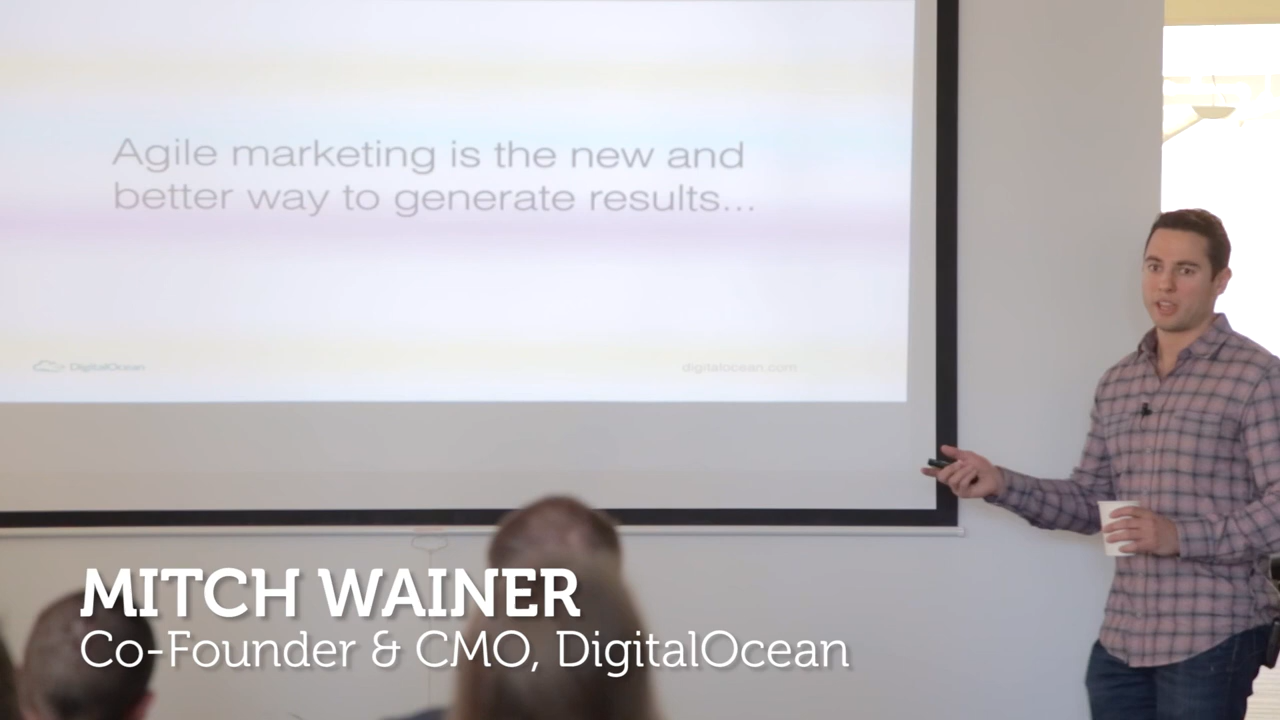 Agile marketing is the new and
better way to generate results...
DigitalOcean
digitalocean.com
MITCH WAINER
Co-Founder & CMO, DigitalOcean